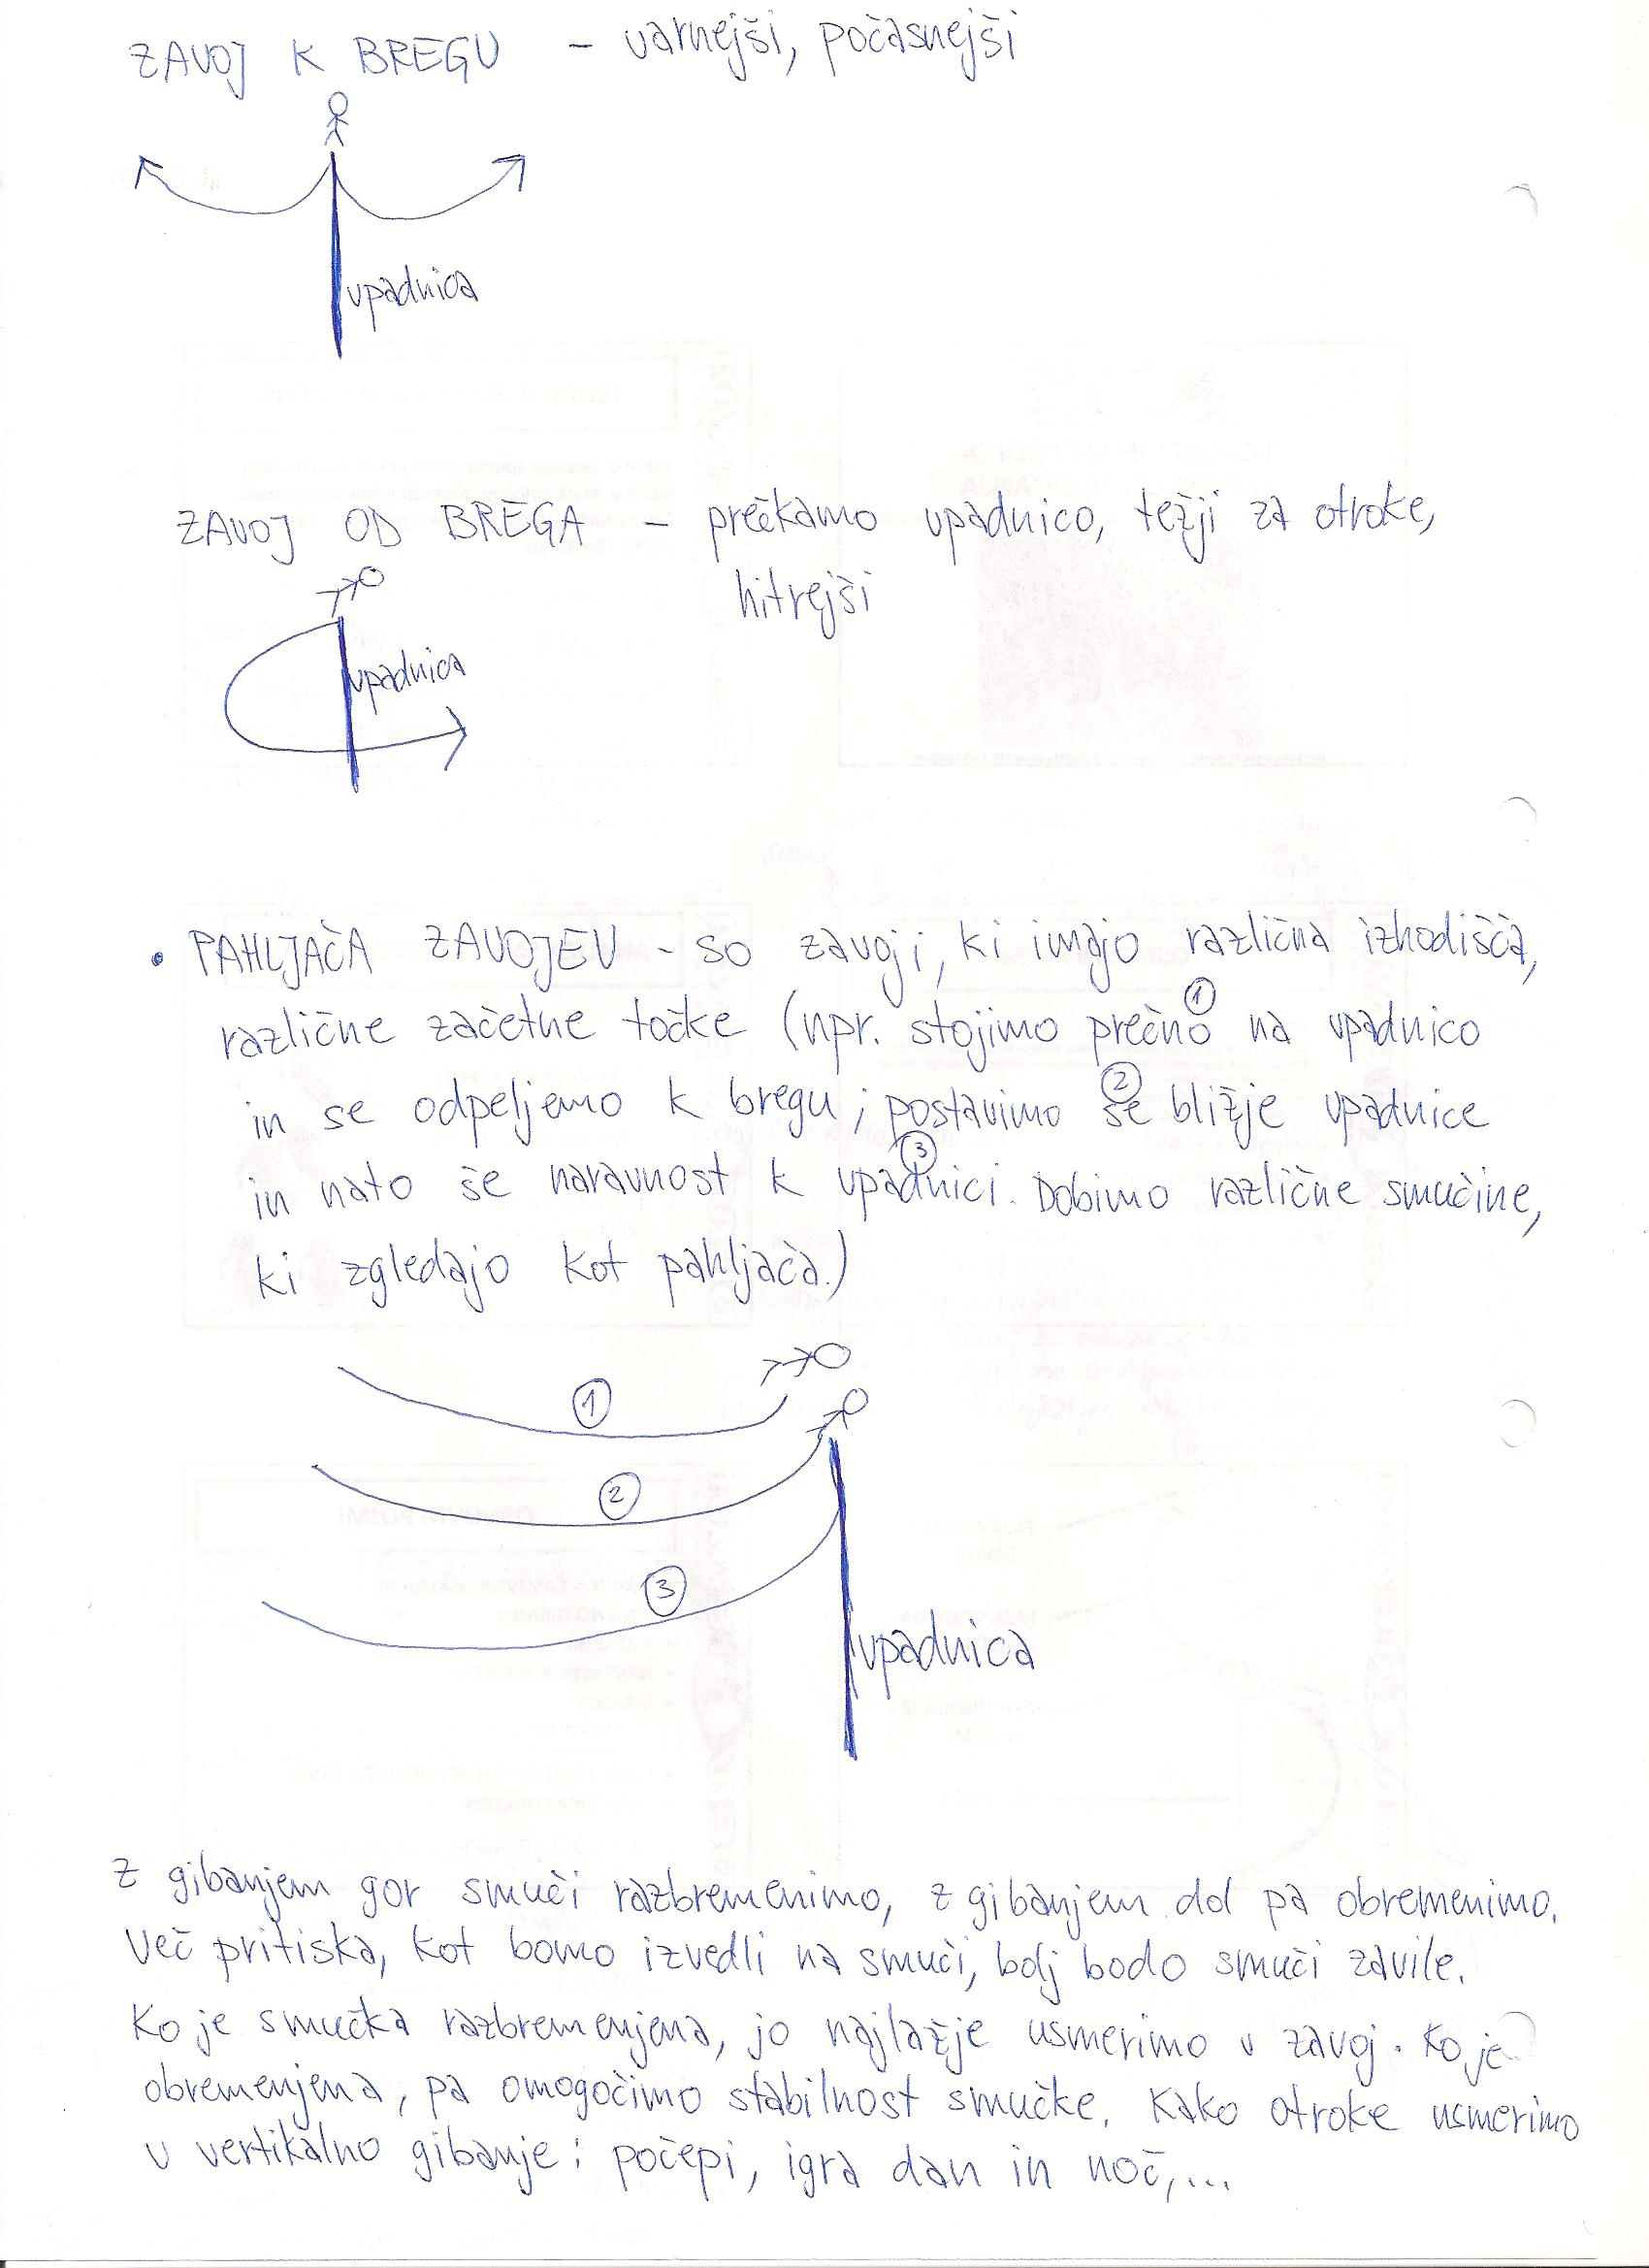 ZAVOJ K BREGU - varnejši, počasnejši
upadnica
ZAVOJ OD BREGA - prečkamo upadnico, težji za otroke,
hitrejši
upadnica
• PAHLJAČA ZAVOJEV - so zavoji, ki imajo različna izhodišča,
različne začetne točke (npr. stojimo prečno ① na upadnico
in se odpeljemo k bregu; postavimo se ② bližje upadnice
in nato še naravnost k upadnici ③. Dobimo različne smučine,
ki zgledajo kot pahljača.)
①
②
③
upadnica
Z gibanjem gor smuči razbremenimo, z gibanjem dol pa obremenimo.
Več pritiska, kot bomo izvedli na smuči, bolj bodo smuči zavile.
Ko je smučka razbremenjena, jo najlažje usmerimo v zavoj. Ko je
obremenjena, pa omogočimo stabilnost smučke. Kako otroke usmerimo
v vertikalno gibanje: počepi, igra dan in noč,...